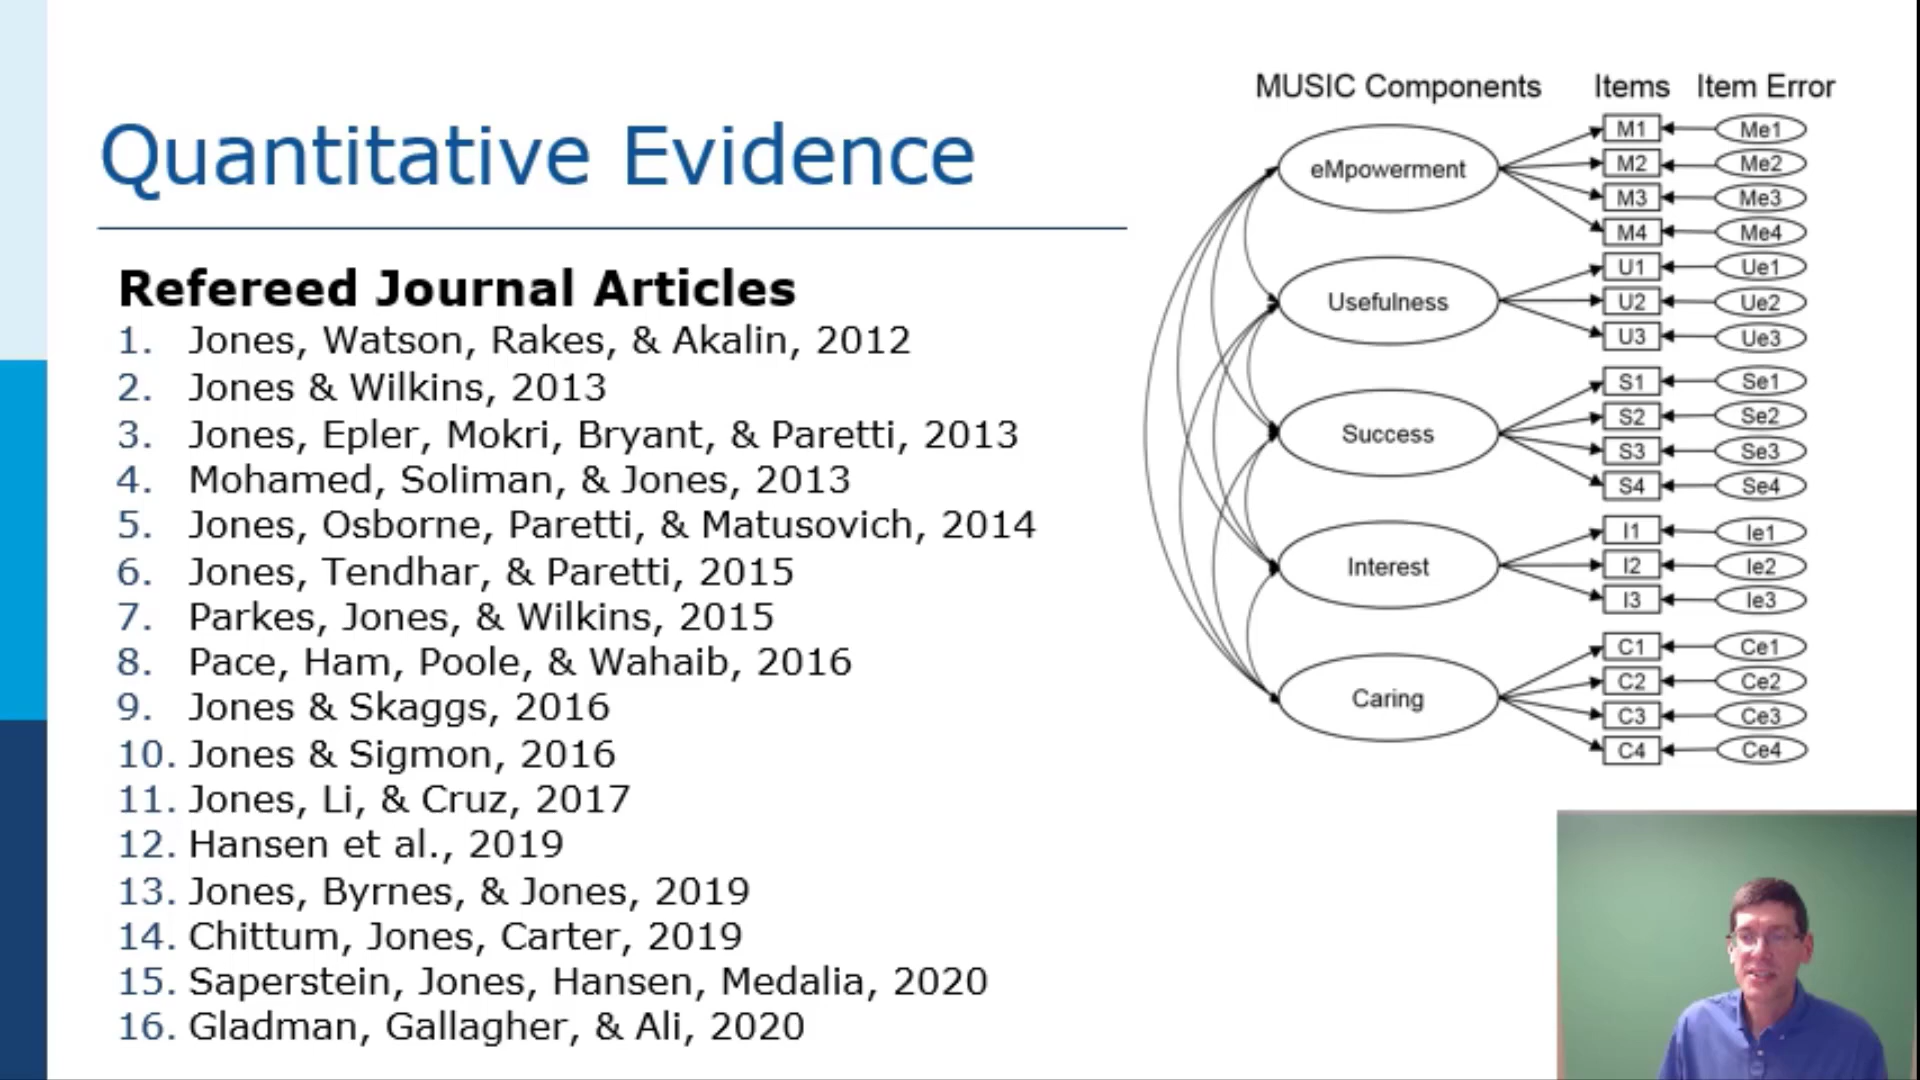 Quantitative Evidence
Refereed Journal Articles
1. Jones, Watson, Rakes, & Akalin, 2012
2. Jones & Wilkins, 2013
3. Jones, Epler, Mokri, Bryant, & Paretti, 2013
4. Mohamed, Soliman, & Jones, 2013
5. Jones, Osborne, Paretti, & Matusovich, 2014
6. Jones, Tendhar, & Paretti, 2015
7. Parkes, Jones, & Wilkins, 2015
8. Pace, Ham, Poole, & Wahaib, 2016
9. Jones & Skaggs, 2016
10. Jones & Sigmon, 2016
11. Jones, Li, & Cruz, 2017
12. Hansen et al., 2019
13. Jones, Byrnes, & Jones, 2019
14. Chittum, Jones, Carter, 2019
15. Saperstein, Jones, Hansen, Medalia, 2020
16. Gladman, Gallagher, & Ali, 2020
MUSIC Components Items Item Error
eMpowerment
M1 Me1
M2 Me2
M3 Me3
M4 Me4
Usefulness
U1 Ue1
U2 Ue2
U3 Ue3
Success
S1 Se1
S2 Se2
S3 Se3
S4 Se4
Interest
I1 Ie1
I2 Ie2
I3 Ie3
Caring
C1 Ce1
C2 Ce2
C3 Ce3
C4 Ce4